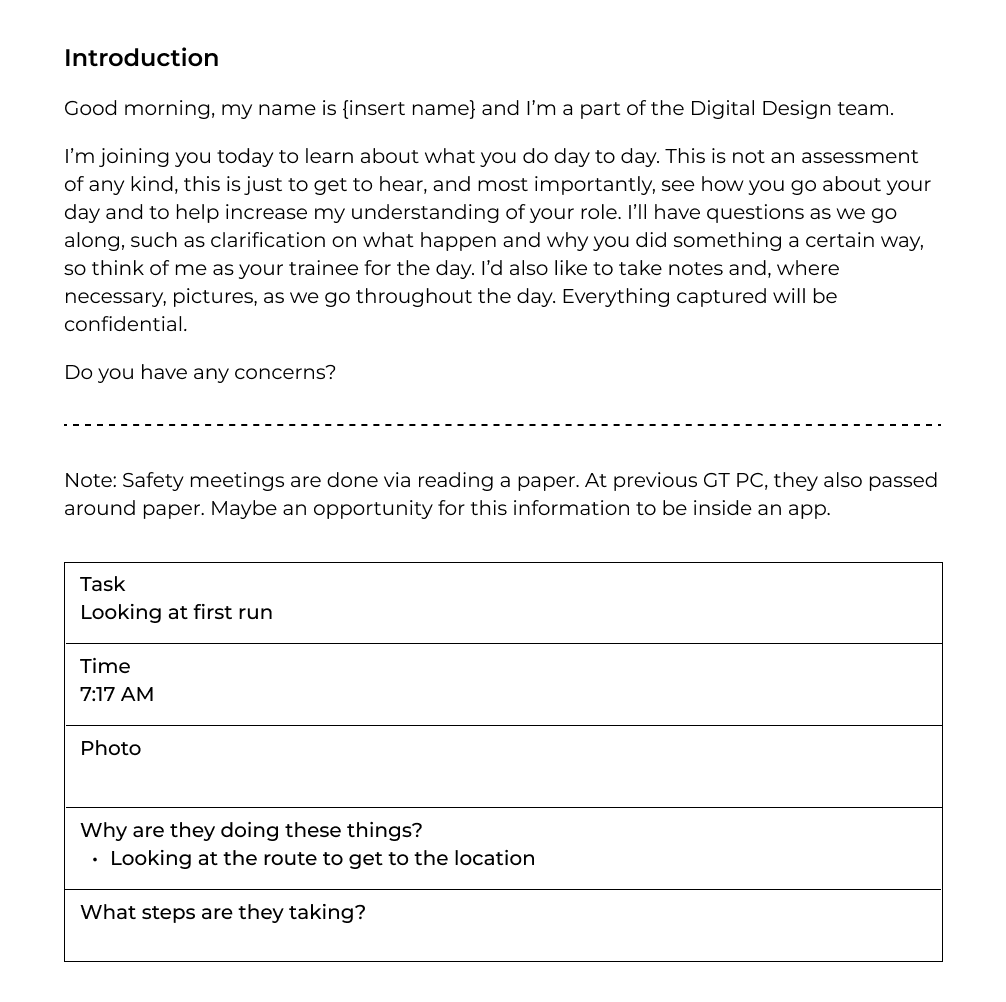 Introduction
Good morning, my name is {insert name} and I’m a part of the Digital Design team.
I’m joining you today to learn about what you do day to day. This is not an assessment
of any kind, this is just to get to hear, and most importantly, see how you go about your
day and to help increase my understanding of your role. I’ll have questions as we go
along, such as clarification on what happen and why you did something a certain way,
so think of me as your trainee for the day. I’d also like to take notes and, where
necessary, pictures, as we go throughout the day. Everything captured will be
confidential.
Do you have any concerns?
Note: Safety meetings are done via reading a paper. At previous GT PC, they also passed
around paper. Maybe an opportunity for this information to be inside an app.
Task
Looking at first run
Time
7:17 AM
Photo
Why are they doing these things?
• Looking at the route to get to the location
What steps are they taking?